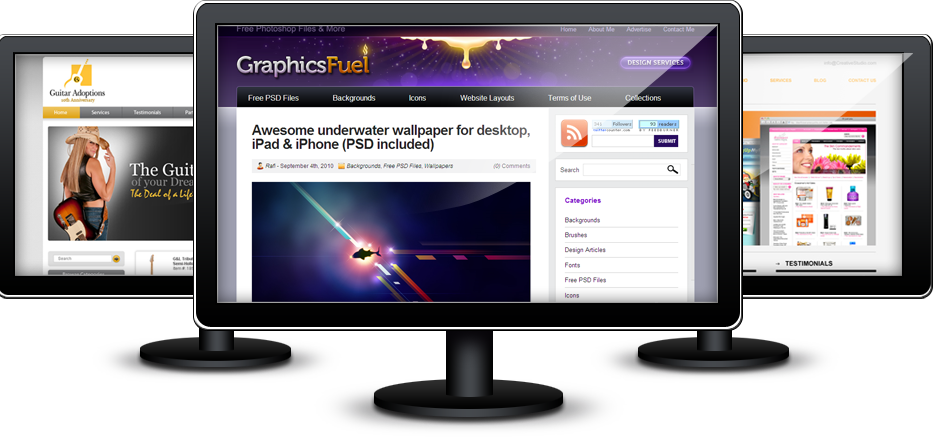 Free Photoshop Files & More
Home About Me Advertise Contact Me
GraphicsFuel
DESIGN SERVICES
Free PSD Files Backgrounds Icons Website Layouts Terms of Use Collections
Awesome underwater wallpaper for desktop,
iPad & iPhone (PSD included)
Rafi - September 4th, 2010 Backgrounds, Free PSD Files, Wallpapers (0) Comments
followers
readers
SUBMIT
Search
Categories
Backgrounds
Brushes
Design Articles
Fonts
Free PSD Files
Icons
Guitar Adoptions
10th Anniversary
Home Services Testimonials
The Guit
of your Drea
The Deal of a Life
Search
SERVICES BLOG CONTACT US
TESTIMONIALS